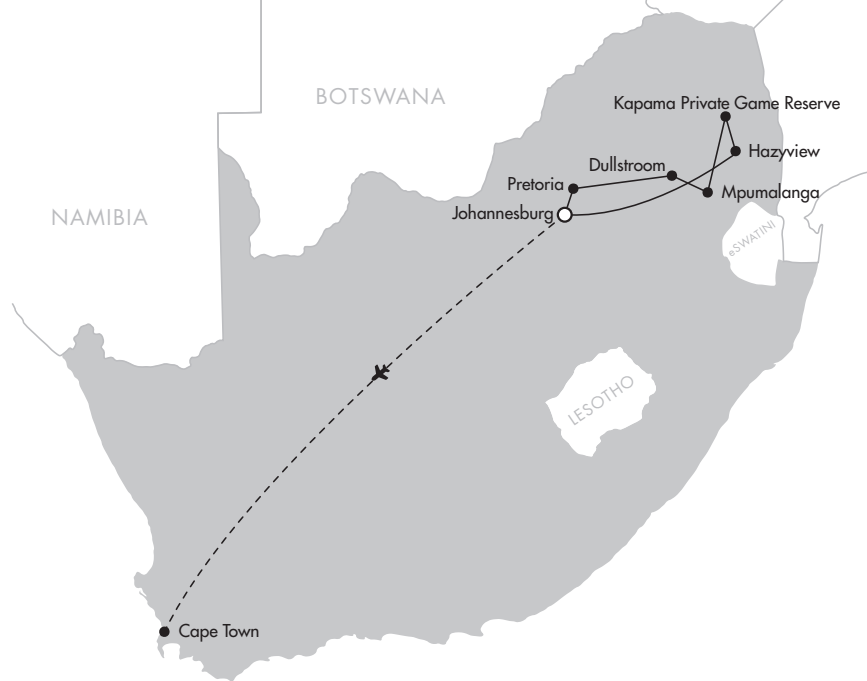 BOTSWANA
Kapama Private Game Reserve
Hazyview
Dullstroom
Pretoria
Mpumalanga
NAMIBIA
Johannesburg
eSWATINI
LESOTHO
Cape Town